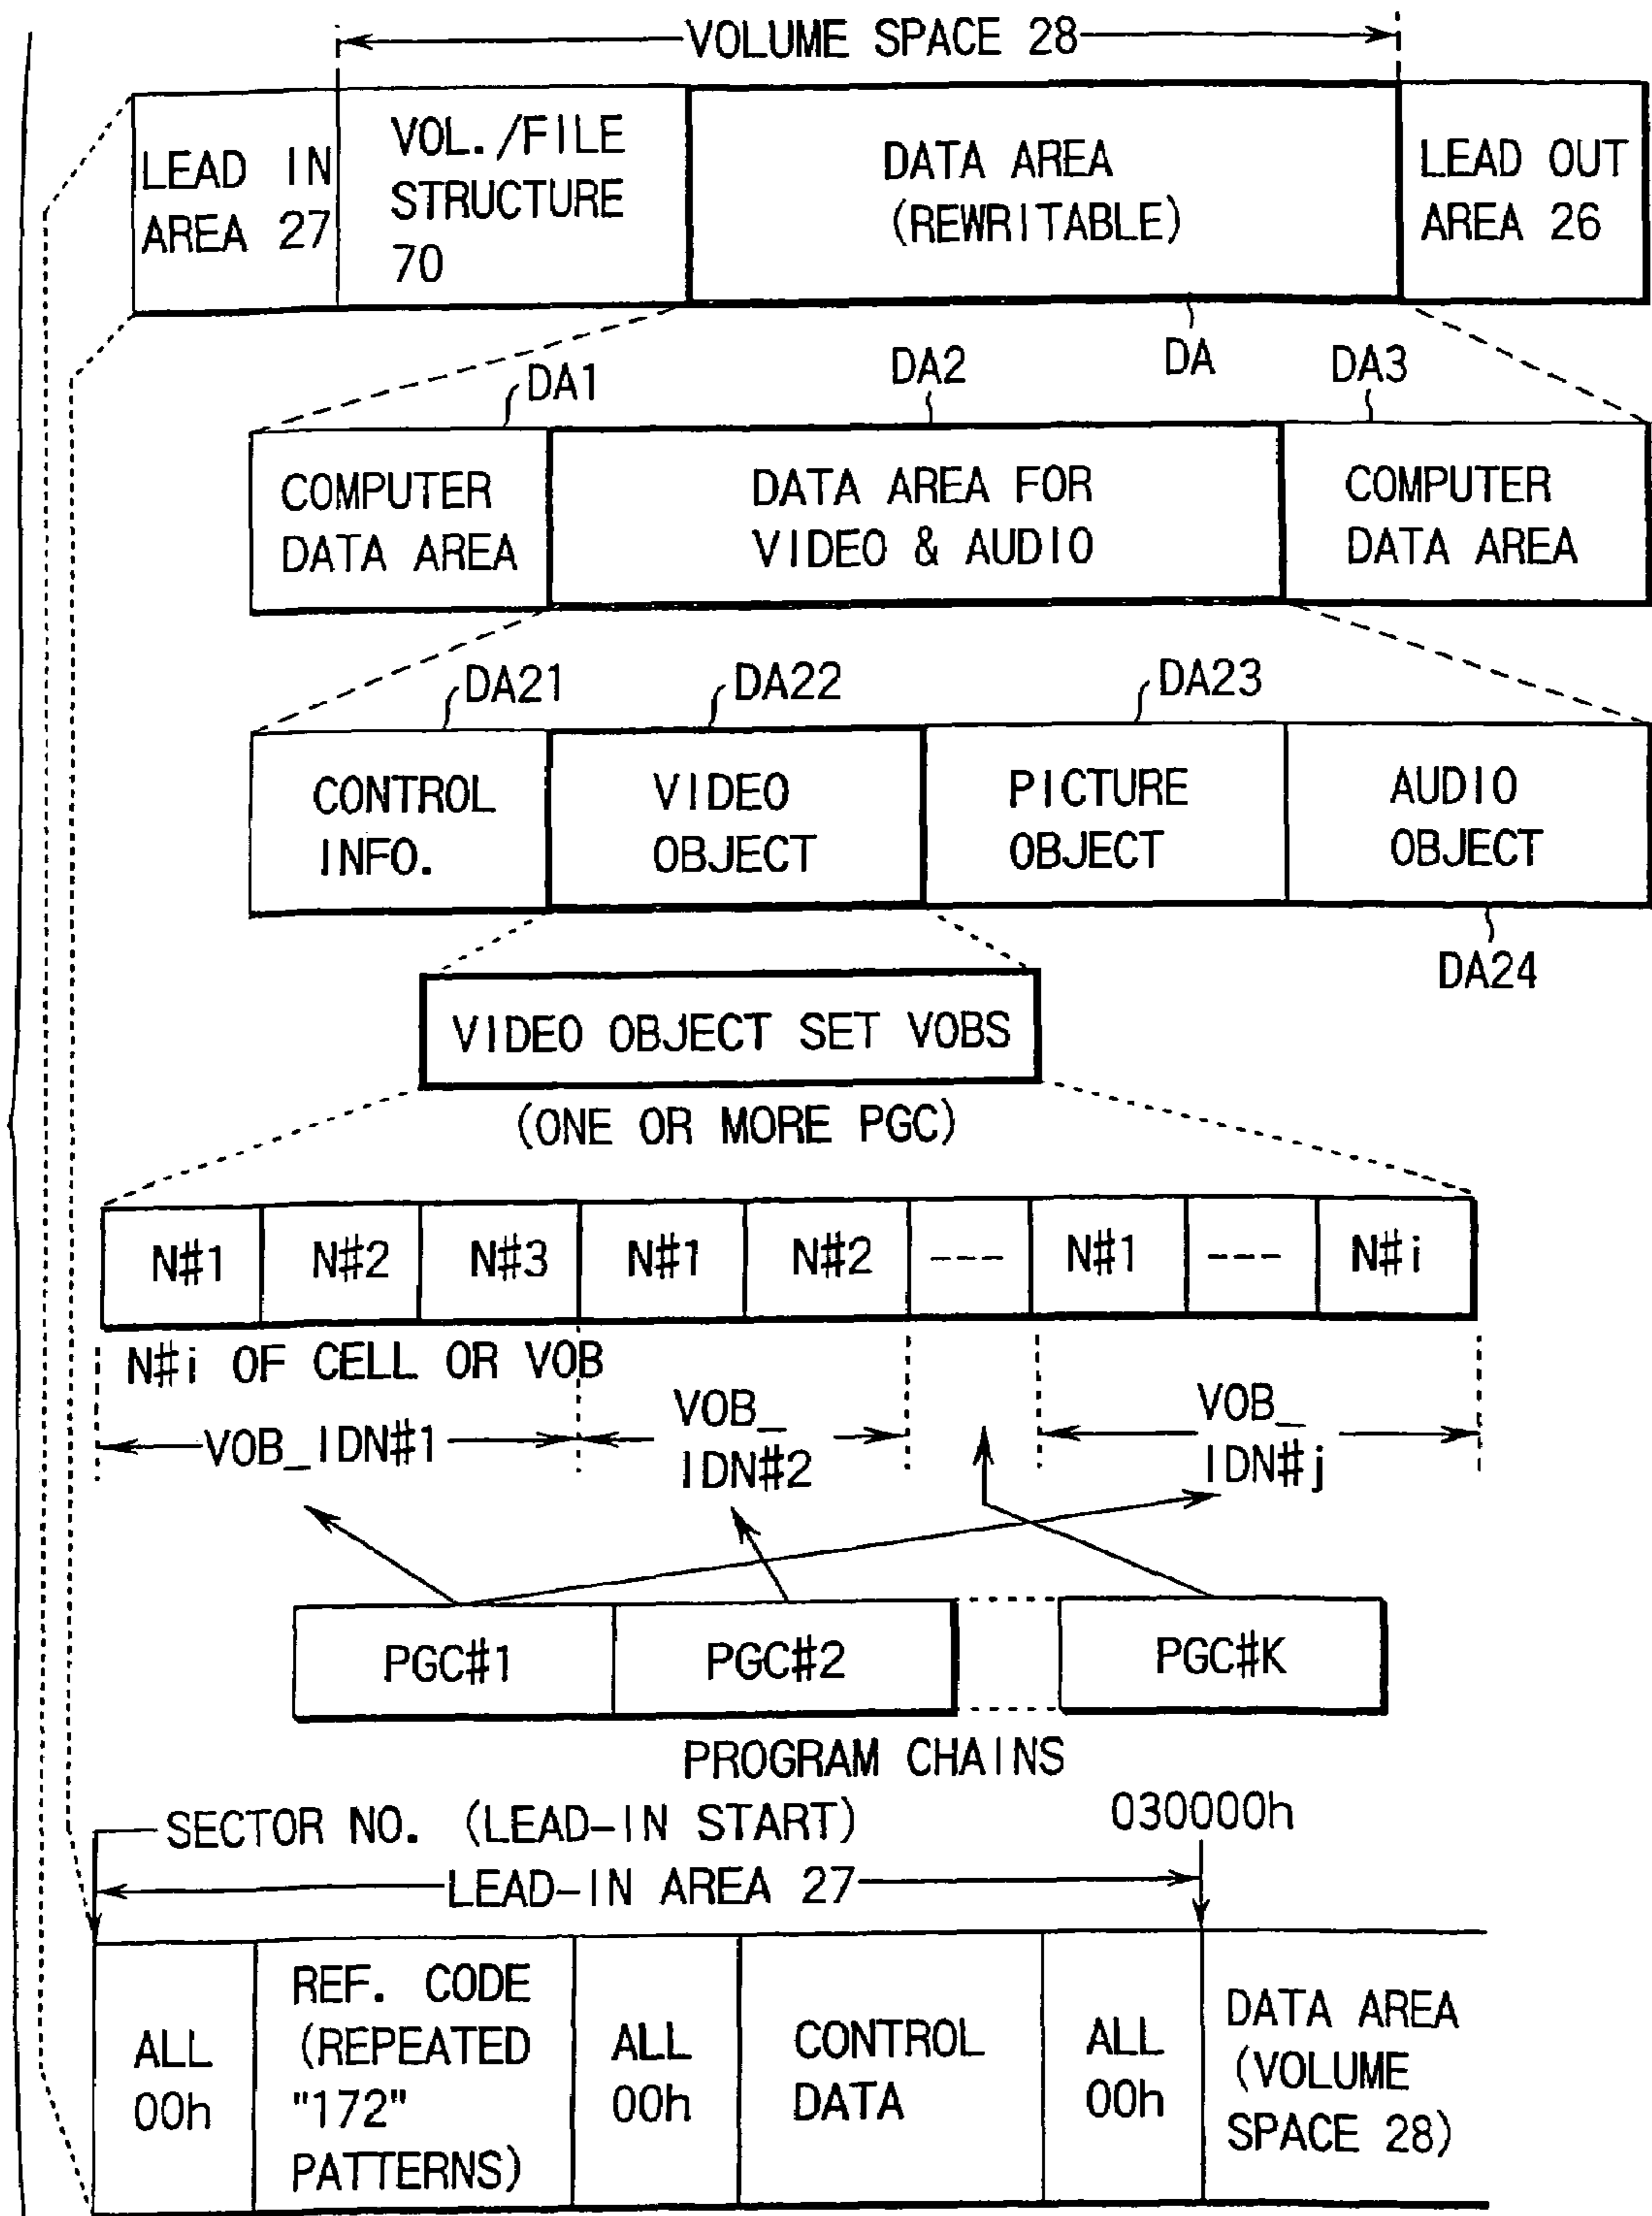 VOLUME SPACE 28
LEAD IN
AREA 27
VOL./FILE
STRUCTURE
70
DATA AREA
(REWRITABLE)
LEAD OUT
AREA 26
DA1
DA2
DA
DA3
COMPUTER
DATA AREA
DATA AREA FOR
VIDEO & AUDIO
COMPUTER
DATA AREA
DA21
DA22
DA23
CONTROL
INFO.
VIDEO
OBJECT
PICTURE
OBJECT
AUDIO
OBJECT
DA24
VIDEO OBJECT SET VOBS
(ONE OR MORE PGC)
N#1
N#2
N#3
N#1
N#2
---
N#1
---
N#i
N#i OF CELL OR VOB
VOB_IDN#1
VOB_
IDN#2
VOB_
IDN#j
PGC#1
PGC#2
PGC#K
PROGRAM CHAINS
SECTOR NO. (LEAD-IN START)
030000h
LEAD-IN AREA 27
ALL
00h
REF. CODE
(REPEATED
"172"
PATTERNS)
ALL
00h
CONTROL
DATA
ALL
00h
DATA AREA
(VOLUME
SPACE 28)